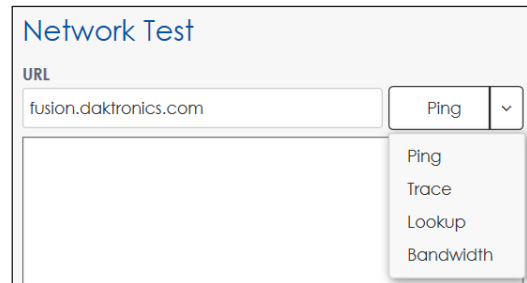 Network Test
URL
fusion.daktronics.com
Ping
Ping
Trace
Lookup
Bandwidth